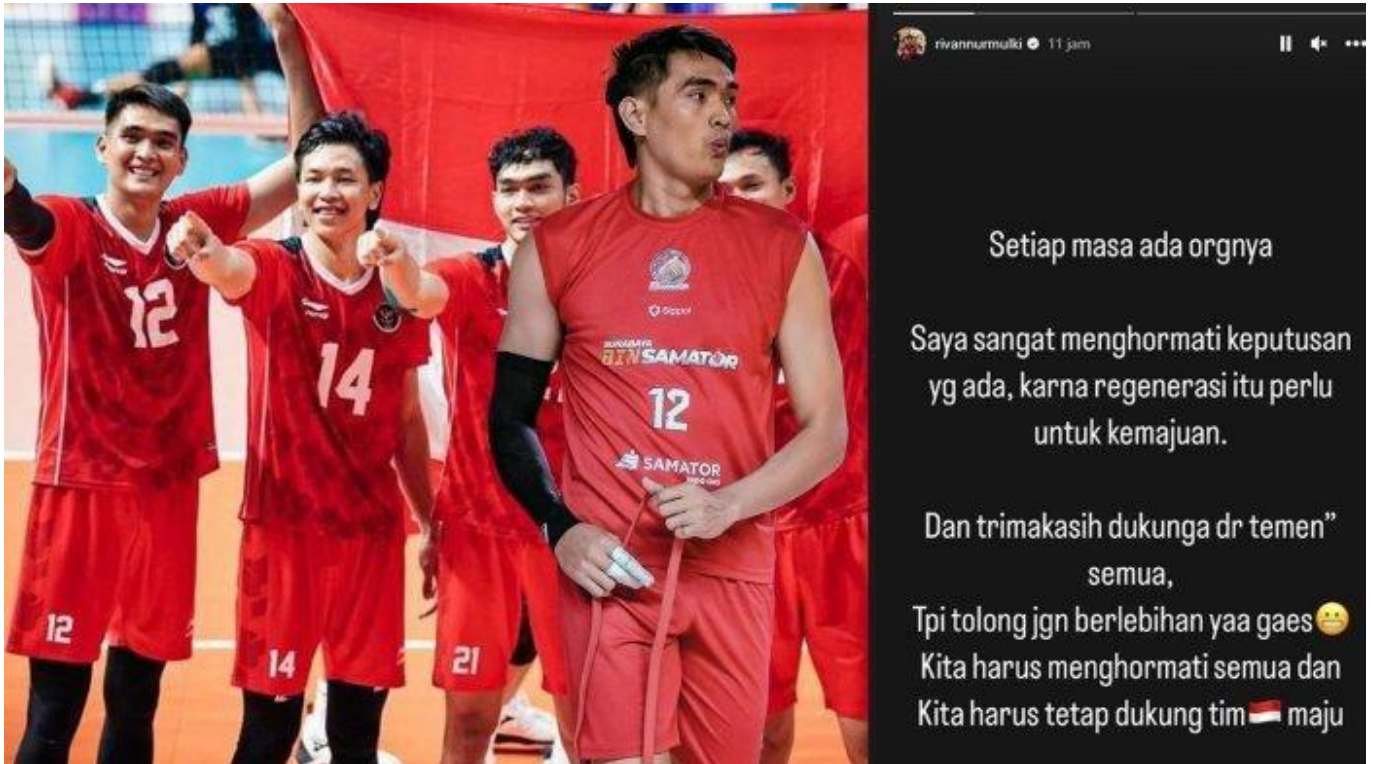 12
14
21
SURABAYA
BIN SAMATOR
12
SAMATOR
rivannurmulki 11 jam
Setiap masa ada orgnya
Saya sangat menghormati keputusan
yg ada, karna regenerasi itu perlu
untuk kemajuan.
Dan trimakasih dukunga dr temen”
semua,
Tpi tolong jgn berlebihan yaa gaes😬
Kita harus menghormati semua dan
Kita harus tetap dukung tim🇮🇩 maju
12
14